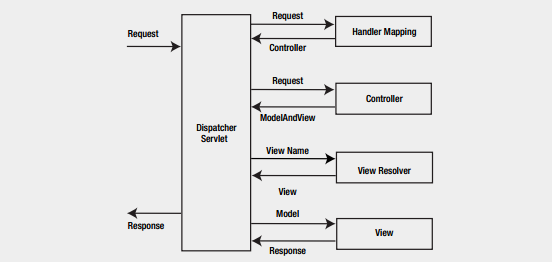 Request
Request
Handler Mapping
Controller
Request
Controller
ModelAndView
Dispatcher
Servlet
View Name
View Resolver
View
Model
Response
View
Response